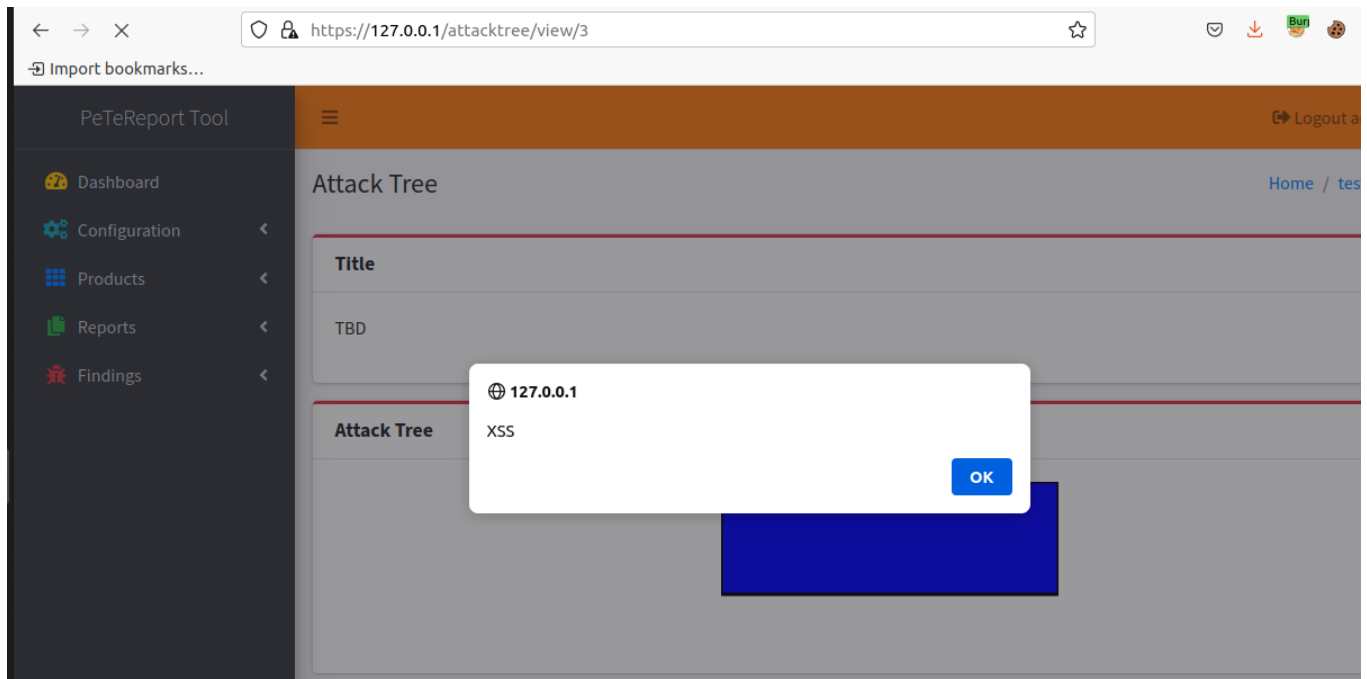 https://127.0.0.1/attacktree/view/3
Burp
Import bookmarks...
PeTeReport Tool
Logout
Dashboard
Attack Tree
Home /
Configuration
Title
Products
Reports
TBD
Findings
127.0.0.1
Attack Tree
XSS
OK